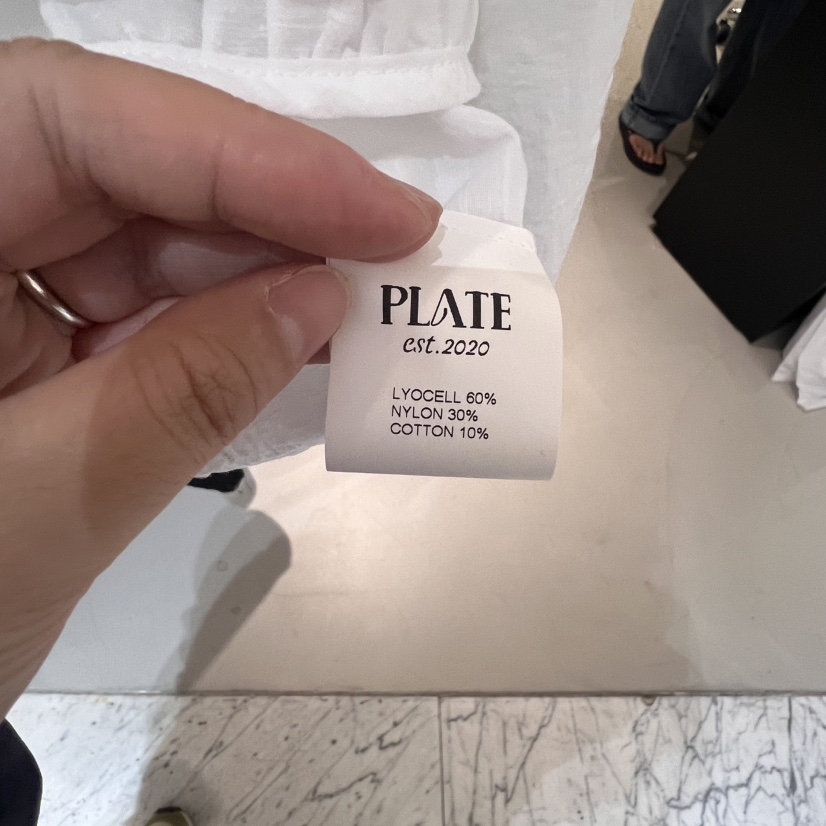 PLATE
est.2020
LYOCELL 60%
NYLON 30%
COTTON 10%